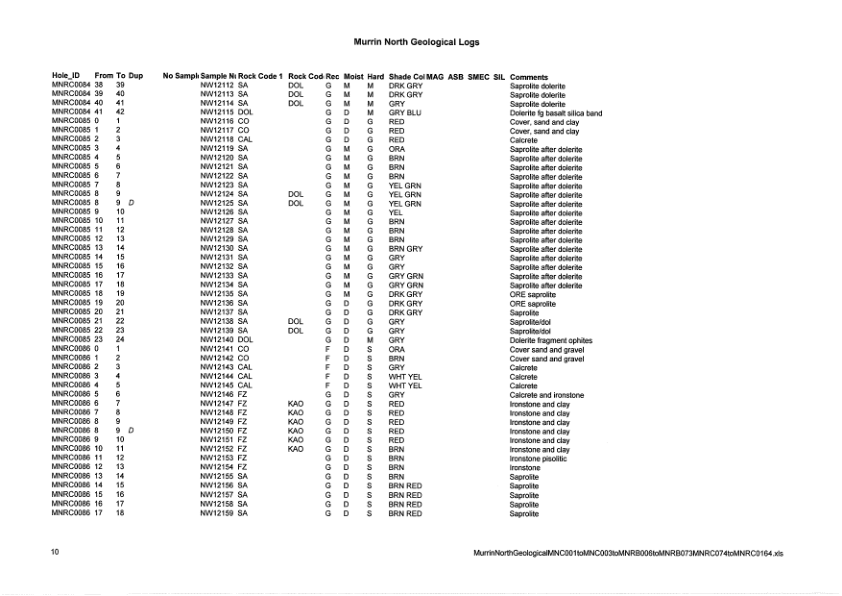 Murrin North Geological Logs
Hole_ID From To Dup No Sampl Sample Nu Rock Code 1 Rock Cod Rec Moist Hard Shade Col MAG ASB SMEC SIL Comments
MNRC0084 38 39 NW12112 SA DOL G M M DRK GRY Saprolite dolerite
MNRC0084 39 40 NW12113 SA DOL G M M DRK GRY Saprolite dolerite
MNRC0084 40 41 NW12114 SA DOL G M M GRY Saprolite dolerite
MNRC0084 41 42 NW12115 DOL G D M GRY BLU Dolerite fg basalt silica band
MNRC0085 0 1 NW12116 CO G D G RED Cover, sand and clay
MNRC0085 1 2 NW12117 CO G D G RED Cover, sand and clay
MNRC0085 2 3 NW12118 CAL G D G RED Calcrete
MNRC0085 3 4 NW12119 SA G M G ORA Saprolite after dolerite
MNRC0085 4 5 NW12120 SA G M G BRN Saprolite after dolerite
MNRC0085 5 6 NW12121 SA G M G BRN Saprolite after dolerite
MNRC0085 6 7 NW12122 SA G M G BRN Saprolite after dolerite
MNRC0085 7 8 NW12123 SA G M G YEL GRN Saprolite after dolerite
MNRC0085 8 9 NW12124 SA DOL G M G YEL GRN Saprolite after dolerite
MNRC0085 8 9 D NW12125 SA DOL G M G YEL GRN Saprolite after dolerite
MNRC0085 9 10 NW12126 SA G M G YEL Saprolite after dolerite
MNRC0085 10 11 NW12127 SA G M G BRN Saprolite after dolerite
MNRC0085 11 12 NW12128 SA G M G BRN Saprolite after dolerite
MNRC0085 12 13 NW12129 SA G M G BRN Saprolite after dolerite
MNRC0085 13 14 NW12130 SA G M G BRN GRY Saprolite after dolerite
MNRC0085 14 15 NW12131 SA G M G GRY Saprolite after dolerite
MNRC0085 15 16 NW12132 SA G M G GRY Saprolite after dolerite
MNRC0085 16 17 NW12133 SA G M G GRY GRN Saprolite after dolerite
MNRC0085 17 18 NW12134 SA G M G GRY GRN Saprolite after dolerite
MNRC0085 18 19 NW12135 SA G M G DRK GRY ORE saprolite
MNRC0085 19 20 NW12136 SA G D G DRK GRY ORE saprolite
MNRC0085 20 21 NW12137 SA G D G DRK GRY Saprolite
MNRC0085 21 22 NW12138 SA DOL G D G GRY Saprolite/dol
MNRC0085 22 23 NW12139 SA DOL G D G GRY Saprolite/dol
MNRC0085 23 24 NW12140 DOL G D M GRY Dolerite fragment ophites
MNRC0086 0 1 NW12141 CO F D S ORA Cover sand and gravel
MNRC0086 1 2 NW12142 CO F D S BRN Cover sand and gravel
MNRC0086 2 3 NW12143 CAL F D S GRY Calcrete
MNRC0086 3 4 NW12144 CAL F D S WHT YEL Calcrete
MNRC0086 4 5 NW12145 CAL F D S WHT YEL Calcrete
MNRC0086 5 6 NW12146 FZ G D S GRY Calcrete and ironstone
MNRC0086 6 7 NW12147 FZ KAO G D S RED Ironstone and clay
MNRC0086 7 8 NW12148 FZ KAO G D S RED Ironstone and clay
MNRC0086 8 9 NW12149 FZ KAO G D S RED Ironstone and clay
MNRC0086 8 9 D NW12150 FZ KAO G D S RED Ironstone and clay
MNRC0086 9 10 NW12151 FZ KAO G D S RED Ironstone and clay
MNRC0086 10 11 NW12152 FZ KAO G D S BRN Ironstone and clay
MNRC0086 11 12 NW12153 FZ G D S BRN Ironstone pisolitic
MNRC0086 12 13 NW12154 FZ G D S BRN Ironstone
MNRC0086 13 14 NW12155 SA G D S BRN Saprolite
MNRC0086 14 15 NW12156 SA G D S BRN RED Saprolite
MNRC0086 15 16 NW12157 SA G D S BRN RED Saprolite
MNRC0086 16 17 NW12158 SA G D S BRN RED Saprolite
MNRC0086 17 18 NW12159 SA G D S BRN RED Saprolite
10 MurrinNorthGeologicalMNC001toMNC003toMNRB006toMNRB073MNRC074toMNRC0164.xls